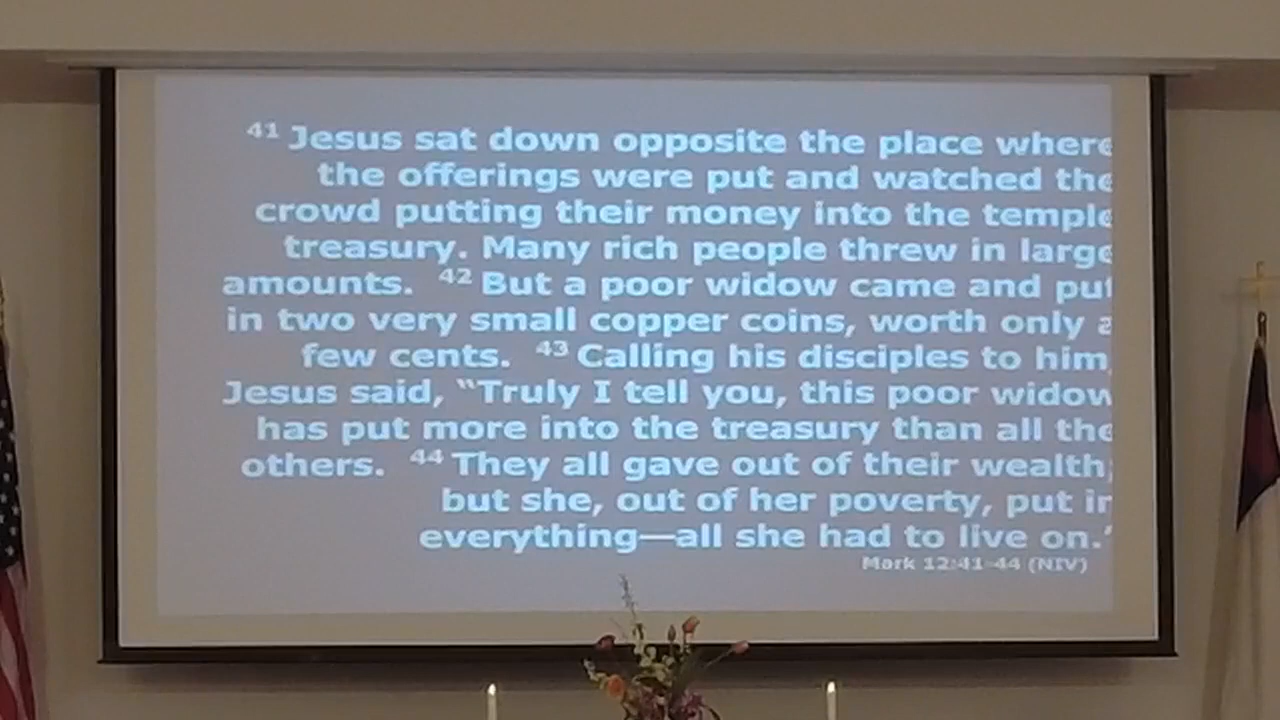 41 Jesus sat down opposite the place where
the offerings were put and watched the
crowd putting their money into the temple
treasury. Many rich people threw in large
amounts. 42 But a poor widow came and put
in two very small copper coins, worth only a
few cents. 43 Calling his disciples to him,
Jesus said, “Truly I tell you, this poor widow
has put more into the treasury than all the
others. 44 They all gave out of their wealth;
but she, out of her poverty, put in
everything—all she had to live on.”
Mark 12:41-44 (NIV)